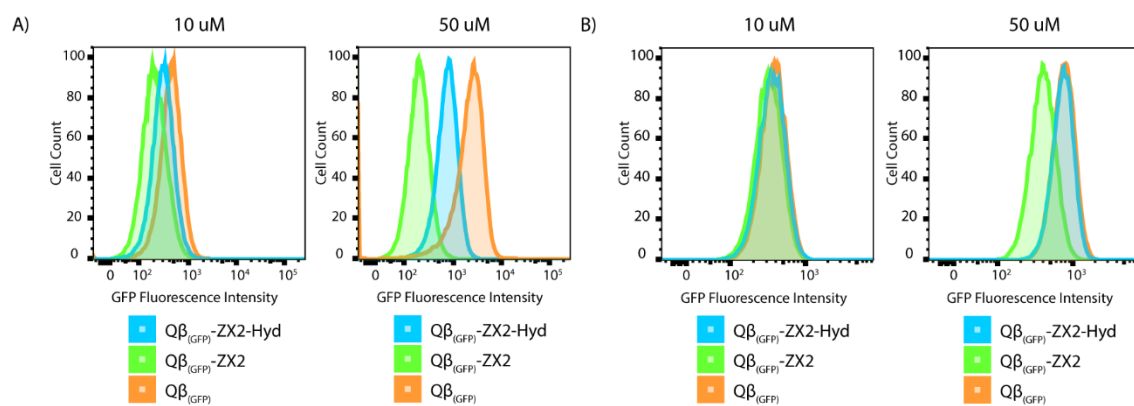 A)
10 uM
50 uM
B)
10 uM
50 uM
100
80
60
40
20
0
Cell Count
0 10² 10³ 10⁴ 10⁵
GFP Fluorescence Intensity
100
80
60
40
20
0
Cell Count
0 10² 10³ 10⁴ 10⁵
GFP Fluorescence Intensity
100
80
60
40
20
0
Cell Count
0 10² 10³
GFP Fluorescence Intensity
100
80
60
40
20
0
Cell Count
0 10² 10³
GFP Fluorescence Intensity
Qβ(GFP)-ZX2-Hyd
Qβ(GFP)-ZX2
Qβ(GFP)
Qβ(GFP)-ZX2-Hyd
Qβ(GFP)-ZX2
Qβ(GFP)
Qβ(GFP)-ZX2-Hyd
Qβ(GFP)-ZX2
Qβ(GFP)
Qβ(GFP)-ZX2-Hyd
Qβ(GFP)-ZX2
Qβ(GFP)